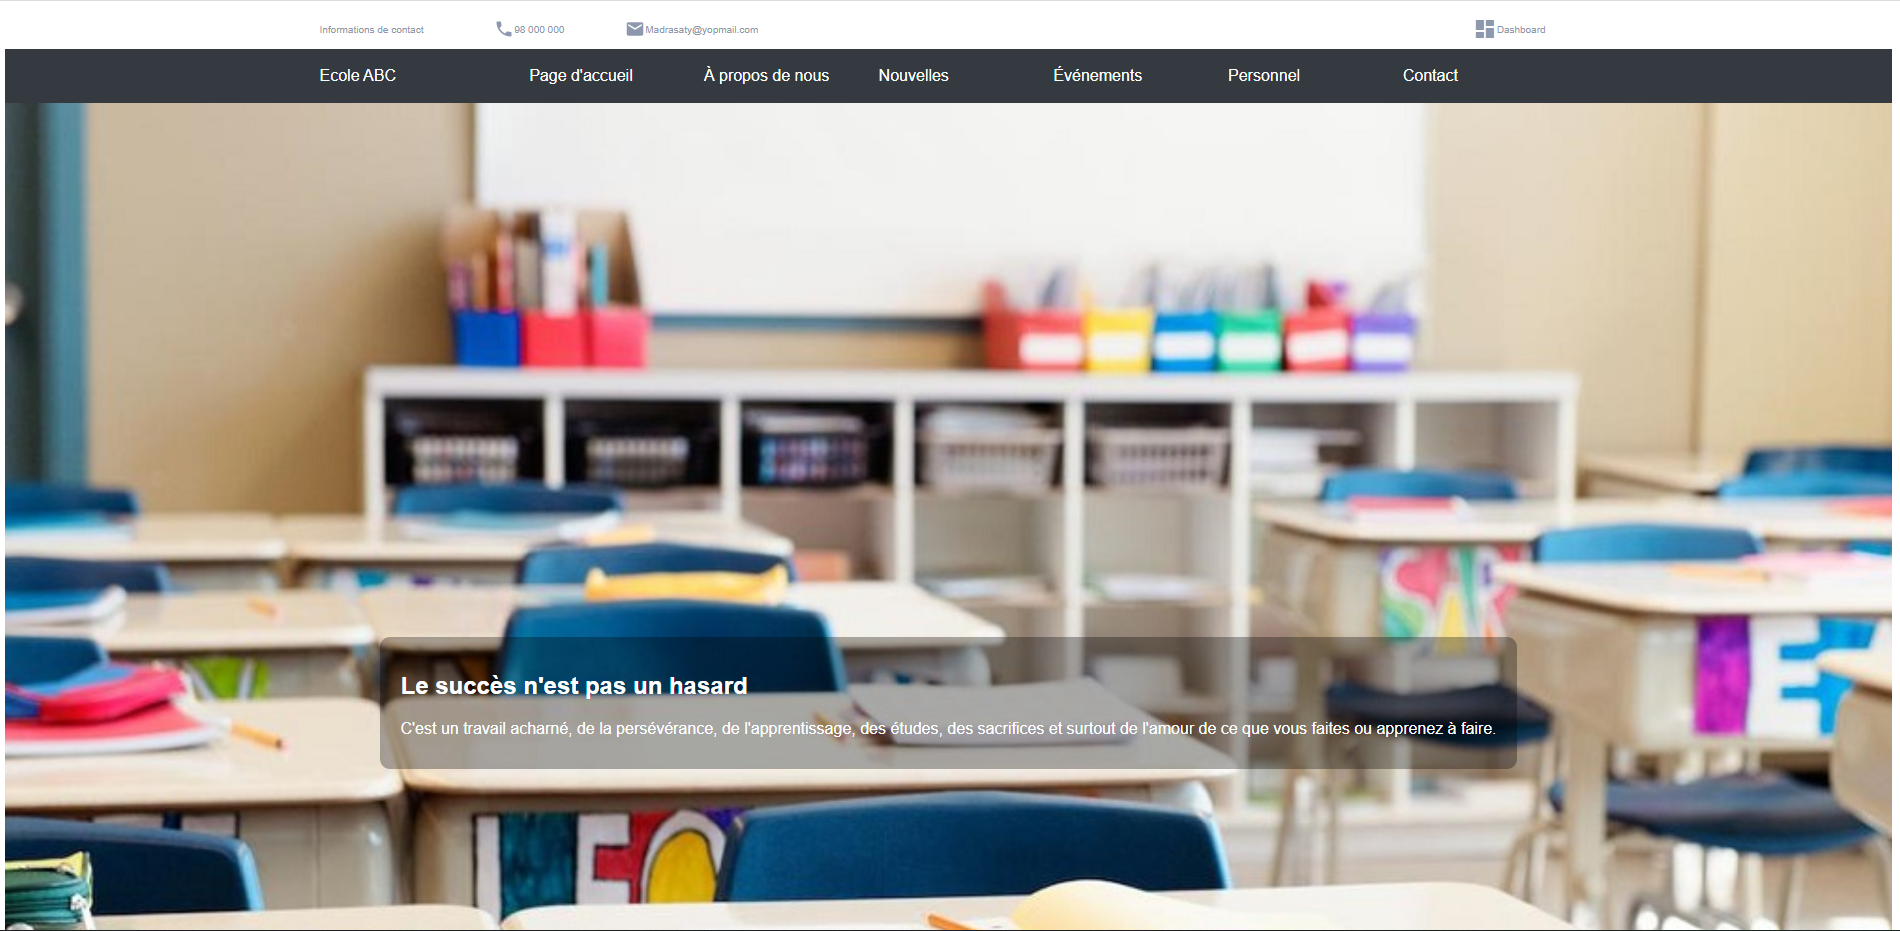 Informations de contact 98 000 000 Madrasaty@yopmail.com Dashboard
Ecole ABC Page d'accueil À propos de nous Nouvelles Événements Personnel Contact
Le succès n'est pas un hasard
C'est un travail acharné, de la persévérance, de l'apprentissage, des études, des sacrifices et surtout de l'amour de ce que vous faites ou apprenez à faire.